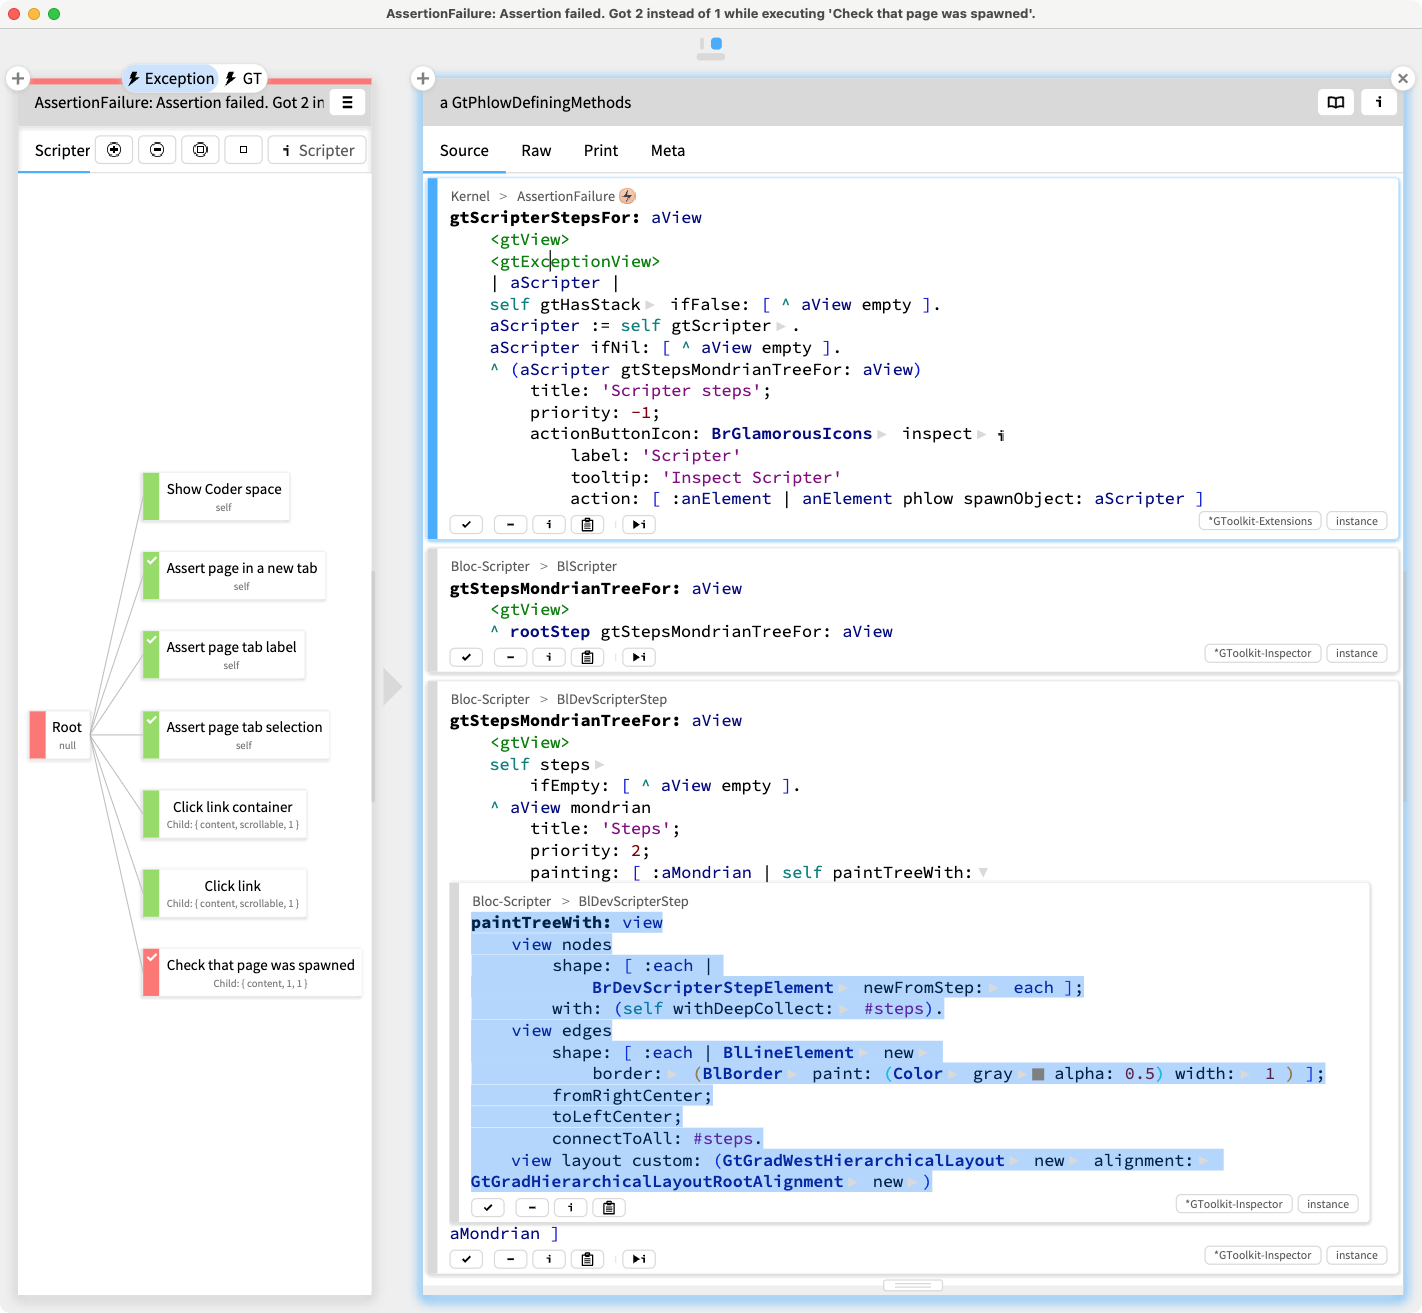 AssertionFailure: Assertion failed. Got 2 instead of 1 while executing 'Check that page was spawned'.
Exception
GT
AssertionFailure: Assertion failed. Got 2 in
Scripter
i Scripter
Show Coder space
self
Assert page in a new tab
self
Assert page tab label
self
Root
null
Assert page tab selection
self
Click link container
Child: { content, scrollable, 1 }
Click link
Child: { content, scrollable, 1 }
Check that page was spawned
Child: { content, 1, 1 }
a GtPhlowDefiningMethods
i
Source Raw Print Meta
Kernel > AssertionFailure
gtScripterStepsFor: aView
<gtView>
<gtExceptionView>
| aScripter |
self gtHasStack ifFalse: [ ^ aView empty ].
aScripter := self gtScripter .
aScripter ifNil: [ ^ aView empty ].
^ (aScripter gtStepsMondrianTreeFor: aView)
title: 'Scripter steps';
priority: -1;
actionButtonIcon: BrGlamorousIcons inspect i
label: 'Scripter'
tooltip: 'Inspect Scripter'
action: [ :anElement | anElement phlow spawnObject: aScripter ]
i i
*GToolkit-Extensions instance
Bloc-Scripter > BlScripter
gtStepsMondrianTreeFor: aView
<gtView>
^ rootStep gtStepsMondrianTreeFor: aView
i i
*GToolkit-Inspector instance
Bloc-Scripter > BlDevScripterStep
gtStepsMondrianTreeFor: aView
<gtView>
self steps
ifEmpty: [ ^ aView empty ].
^ aView mondrian
title: 'Steps';
priority: 2;
painting: [ :aMondrian | self paintTreeWith:
Bloc-Scripter > BlDevScripterStep
paintTreeWith: view
view nodes
shape: [ :each |
BrDevScripterStepElement newFromStep: each ];
with: (self withDeepCollect: #steps).
view edges
shape: [ :each | BlLineElement new
border: (BlBorder paint: (Color gray alpha: 0.5) width: 1 ) ];
fromRightCenter;
toLeftCenter;
connectToAll: #steps.
view layout custom: (GtGradWestHierarchicalLayout new alignment:
GtGradHierarchicalLayoutRootAlignment new )
i
*GToolkit-Inspector instance
aMondrian ]
i i
*GToolkit-Inspector instance